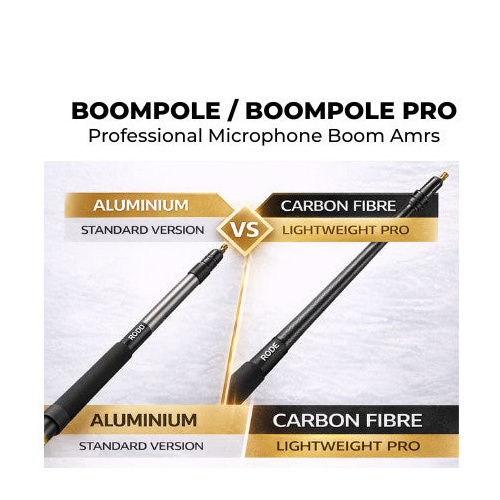 BOOMPOLE / BOOMPOLE PRO
Professional Microphone Boom Amrs
ALUMINIUM
STANDARD VERSION
VS
CARBON FIBRE
LIGHTWEIGHT PRO
RODD
RODE
ALUMINIUM
STANDARD VERSION
CARBON FIBRE
LIGHTWEIGHT PRO